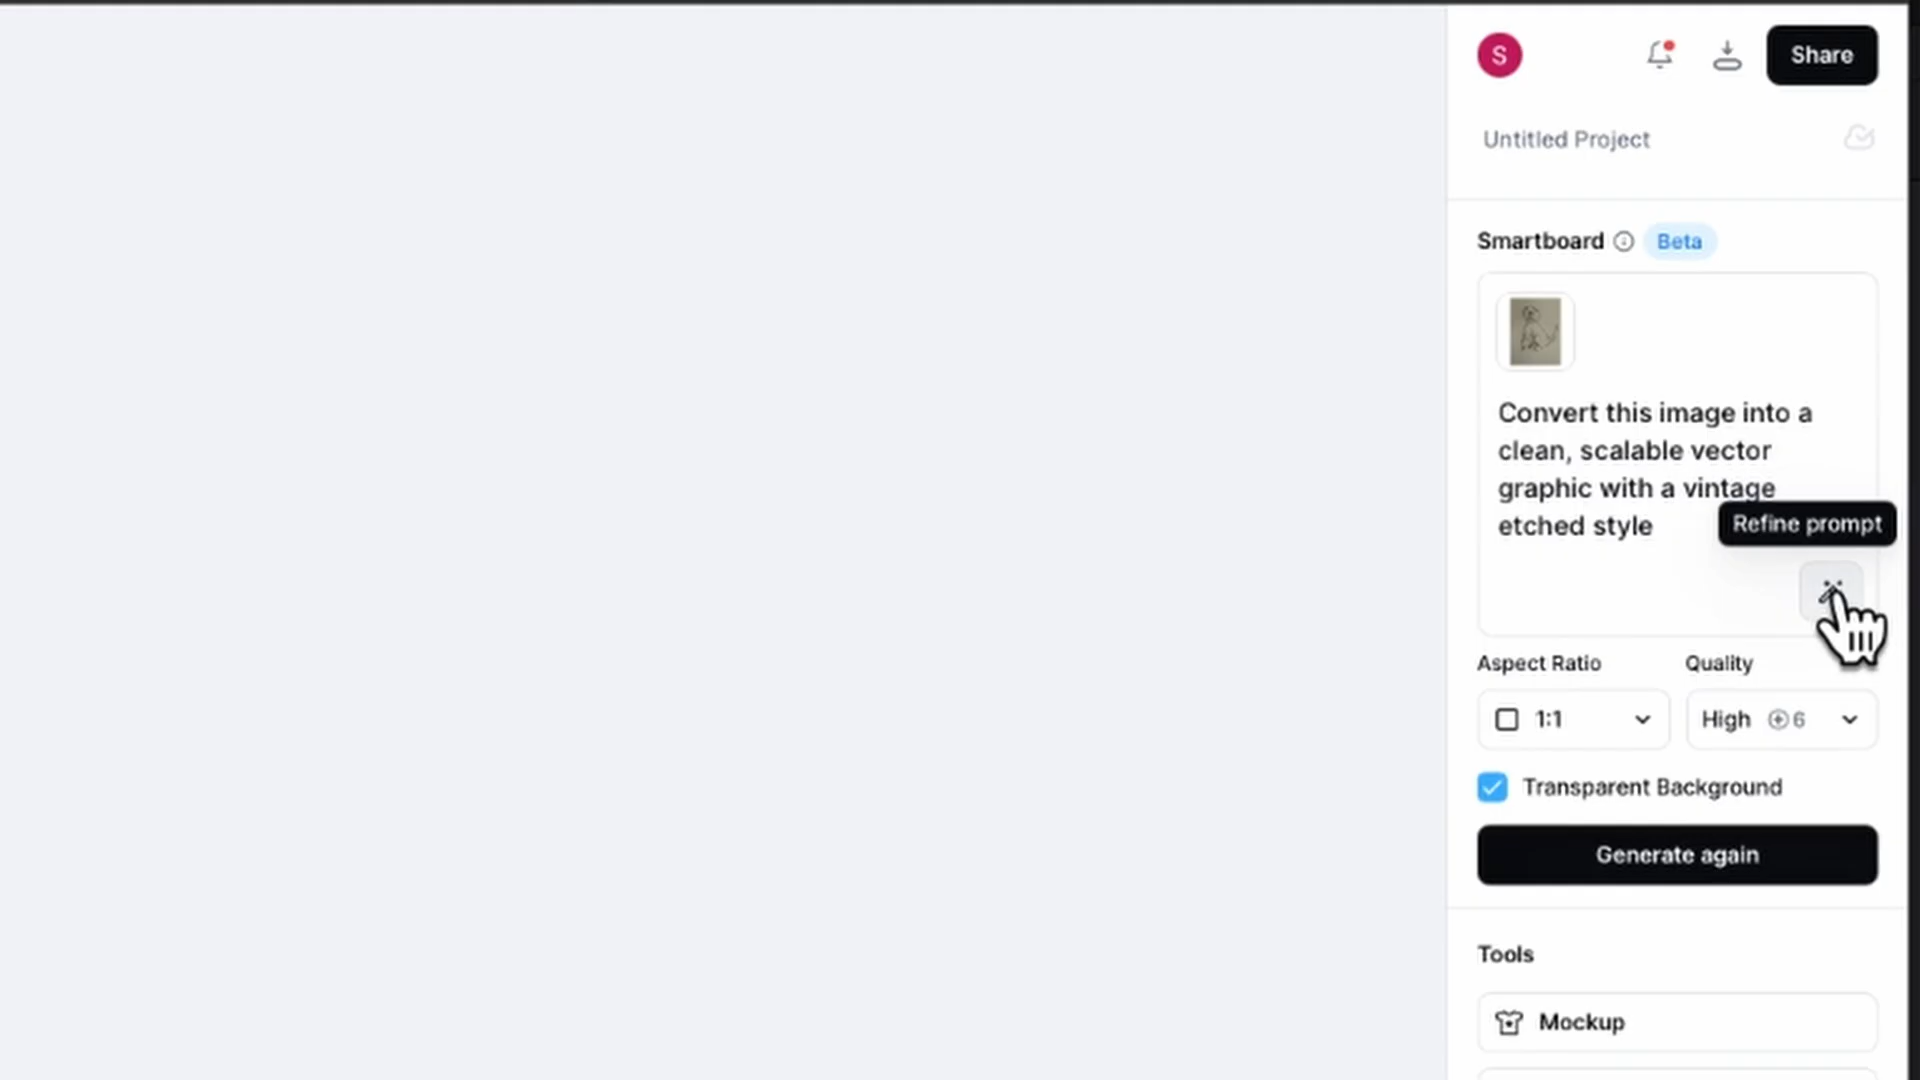 S
Share
Untitled Project
Smartboard
Beta
Convert this image into a
clean, scalable vector
graphic with a vintage
etched style
Refine prompt
Aspect Ratio
Quality
1:1
High 6
Transparent Background
Generate again
Tools
Mockup